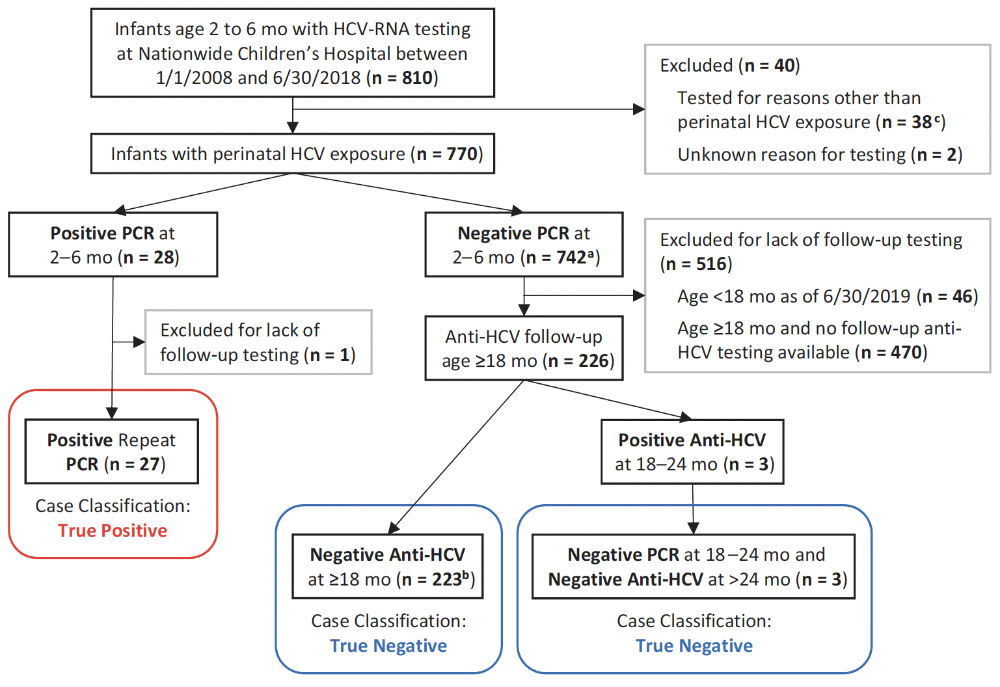 Infants age 2 to 6 mo with HCV-RNA testing
at Nationwide Children’s Hospital between
1/1/2008 and 6/30/2018 (n = 810)
Excluded (n = 40)
Tested for reasons other than
perinatal HCV exposure (n = 38ᶜ)
Unknown reason for testing (n = 2)
Infants with perinatal HCV exposure (n = 770)
Positive PCR at
2–6 mo (n = 28)
Negative PCR at
2–6 mo (n = 742ᵃ)
Excluded for lack of follow-up testing
(n = 516)
Age <18 mo as of 6/30/2019 (n = 46)
Age ≥18 mo and no follow-up anti-
HCV testing available (n = 470)
Excluded for lack of
follow-up testing (n = 1)
Anti-HCV follow-up
age ≥18 mo (n = 226)
Positive Repeat
PCR (n = 27)
Case Classification:
True Positive
Positive Anti-HCV
at 18–24 mo (n = 3)
Negative Anti-HCV
at ≥18 mo (n = 223ᵇ)
Case Classification:
True Negative
Negative PCR at 18–24 mo and
Negative Anti-HCV at >24 mo (n = 3)
Case Classification:
True Negative